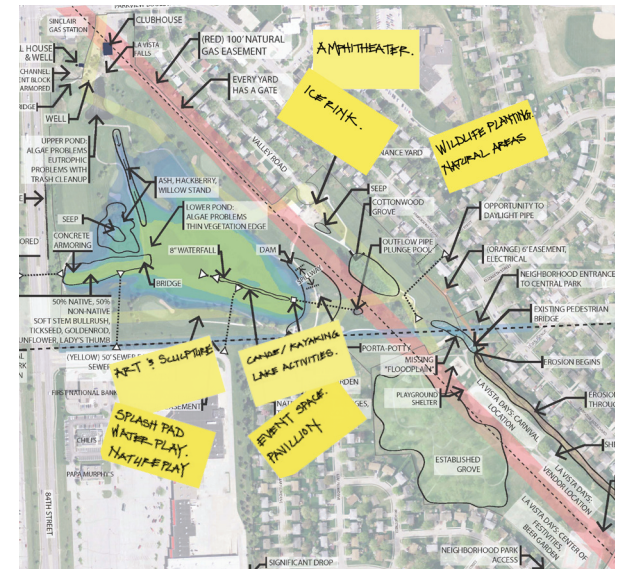 SINCLAIR
GAS STATION
CLUBHOUSE
LA VISTA
FALLS
(RED) 100' NATURAL
GAS EASEMENT
AMPHITHEATER.
L HOUSE
& WELL
CHANNEL
ENT BLOCK
ARMORED
EVERY YARD
HAS A GATE
ICE RINK.
RIDGE
WELL
WILDLIFE PLANTING.
NATURAL AREAS
UPPER POND:
ALGAE PROBLEMS
EUTROPHIC
PROBLEMS WITH
TRASH CLEANUP
VALLEY ROAD
NANCE YARD
ASH, HACKBERRY,
WILLOW STAND
SEEP
COTTONWOOD
GROVE
OPPORTUNITY TO
DAYLIGHT PIPE
LOWER POND:
ALGAE PROBLEMS
THIN VEGETATION EDGE
SEEP
CONCRETE
ARMORING
ORED
8" WATERFALL
DAM
OUTFLOW PIPE
PLUNGE POOL
(ORANGE) 6' EASEMENT,
ELECTRICAL
NEIGHBORHOOD ENTRANCE
TO CENTRAL PARK
BRIDGE
50% NATIVE, 50%
NON-NATIVE
SOFT STEM BULLRUSH,
TICKSEED, GOLDENROD,
UNFLOWER, LADY'S THUMB
EXISTING PEDESTRIAN
BRIDGE
(YELLOW) 50' SEWER
SEWER
ART & SCULPTURE
CANOE/KAYAKING
LAKE ACTIVITIES.
PORTA-POTTY
MISSING
"FLOODPLAIN"
EROSION BEGINS
FIRST NATIONAL BANK
EASEMENT
RDEN
NAT
GES,
PLAYGROUND
SHELTER
LA VISTA DAYS: CARNIVAL
LOCATION
EROSIO
THROUG
SPLASH PAD
WATER PLAY.
NATURE PLAY
EVENT SPACE.
PAVILLION
CHILI'S
PAPA MURPHY'S
ESTABLISHED
GROVE
LA VISTA DAYS:
VENDOR LOCATION
SHE
84TH STREET
LA VISTA DAYS: CENTER OF
FESTIVITIES,
BEER GARDEN
NEIGHBORHOOD PARK
ACCESS
SIGNIFICANT DROP